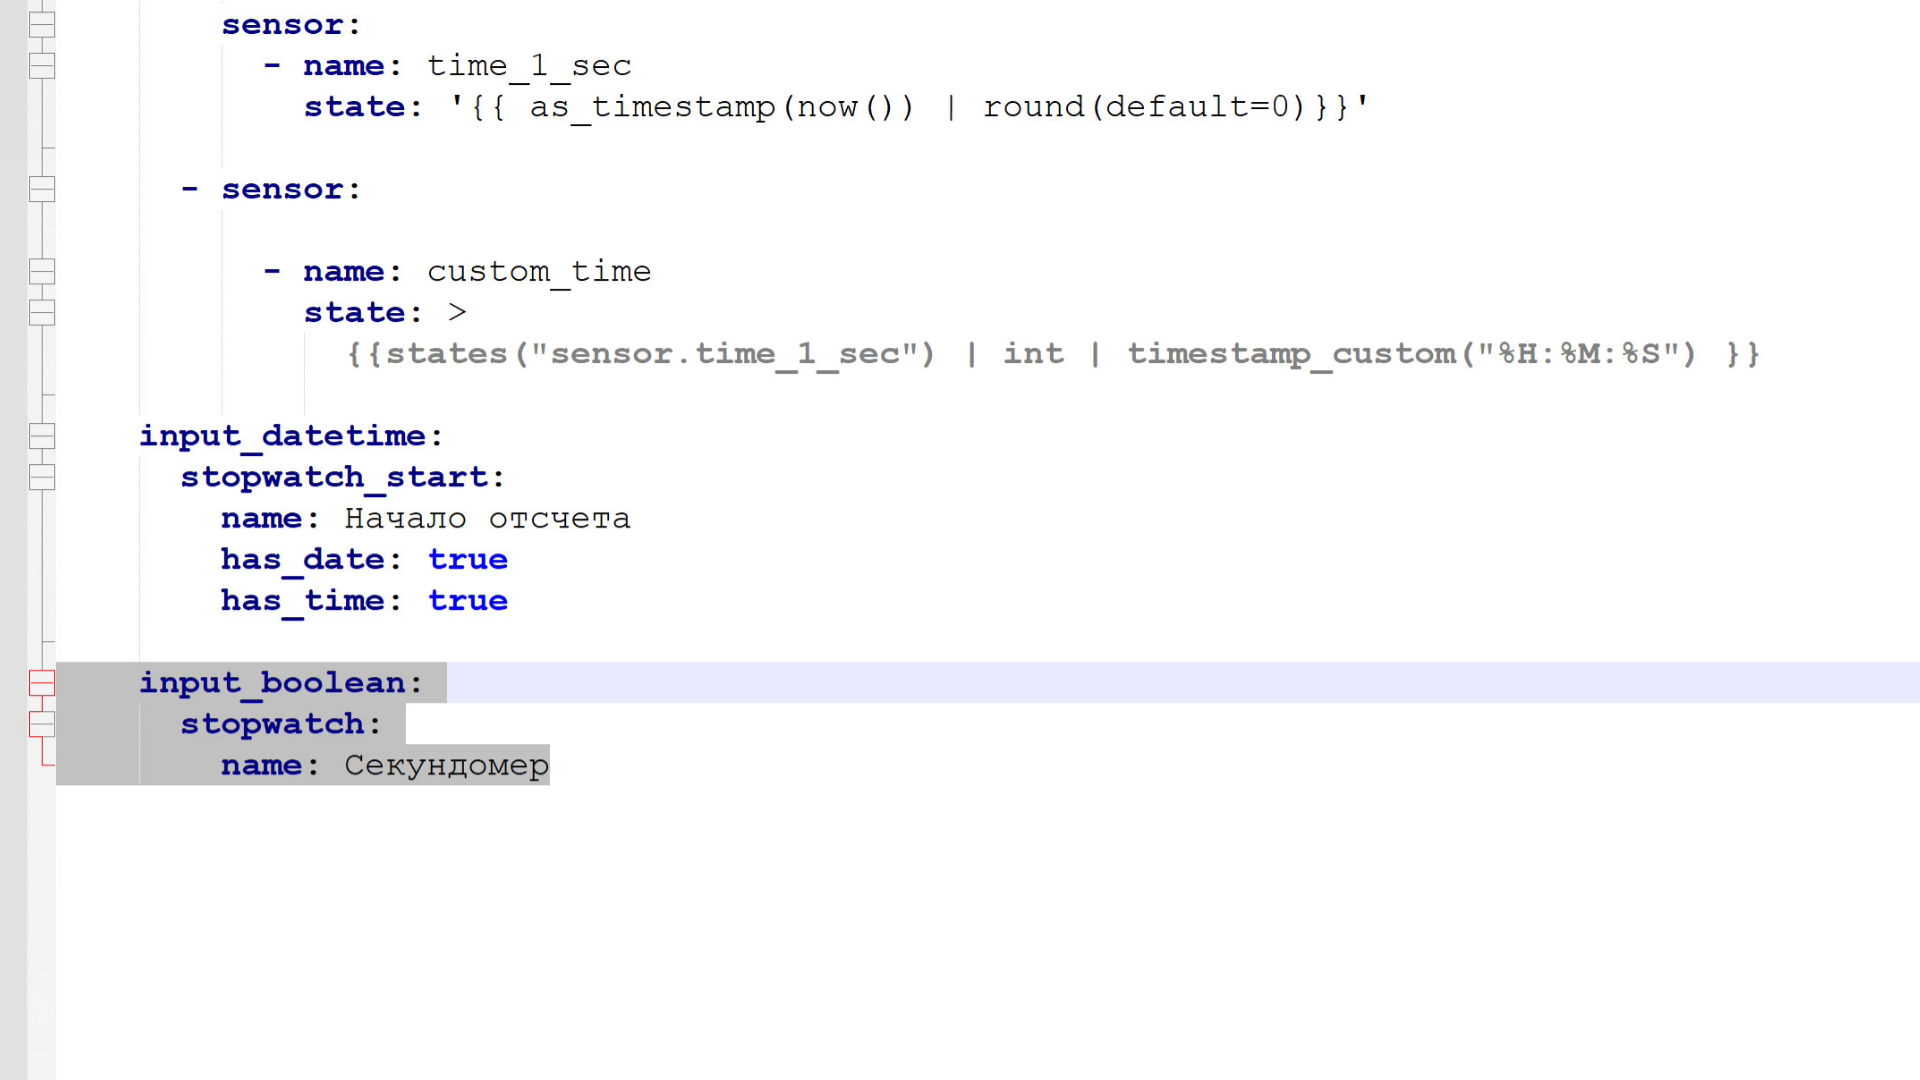 sensor:
- name: time_1_sec
state: '{{ as_timestamp(now()) | round(default=0)}}'
- sensor:
- name: custom_time
state: >
{{states("sensor.time_1_sec") | int | timestamp_custom("%H:%M:%S") }}
input_datetime:
stopwatch_start:
name: Начало отсчета
has_date: true
has_time: true
input_boolean:
stopwatch:
name: Секундомер